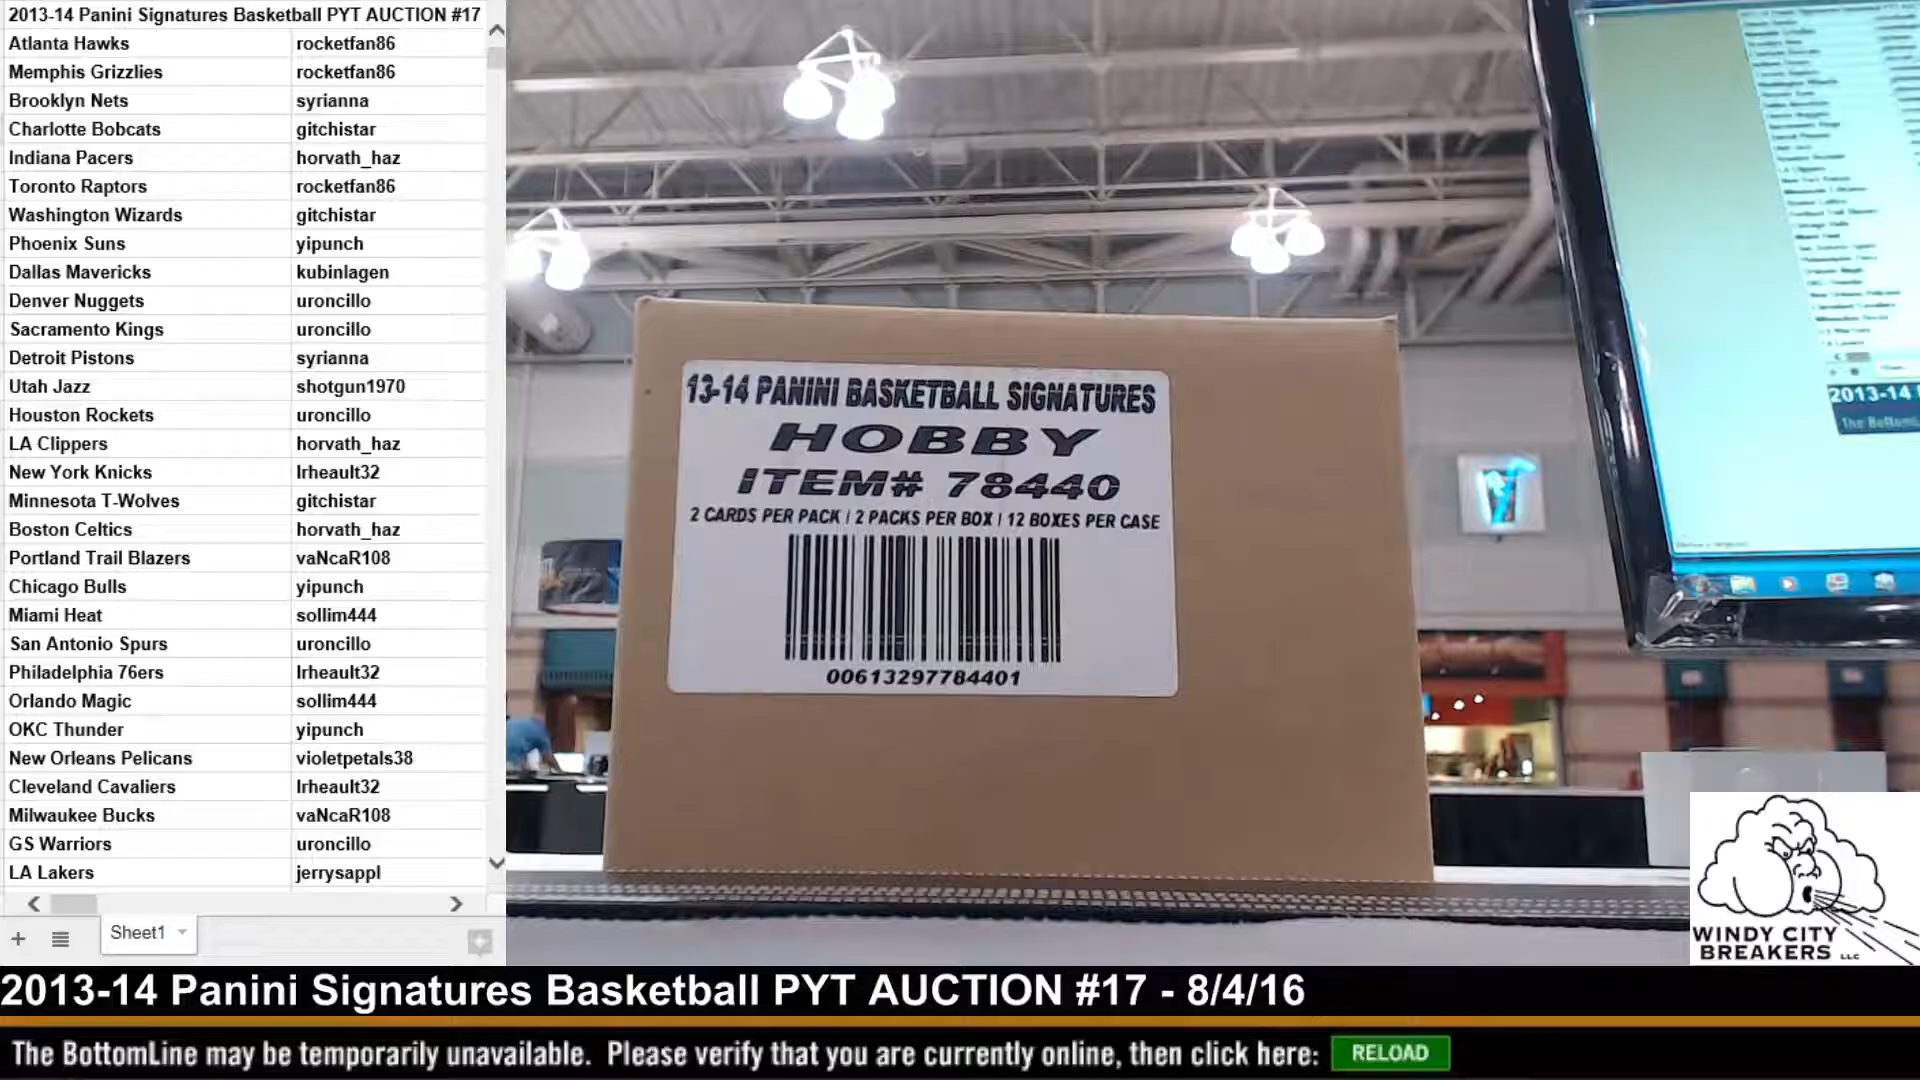 2013-14 Panini Signatures Basketball PYT AUCTION #17
Atlanta Hawks rocketfan86
Memphis Grizzlies rocketfan86
Brooklyn Nets syrianna
Charlotte Bobcats gitchistar
Indiana Pacers horvath_haz
Toronto Raptors rocketfan86
Washington Wizards gitchistar
Phoenix Suns yipunch
Dallas Mavericks kubinlagen
Denver Nuggets uroncillo
Sacramento Kings uroncillo
Detroit Pistons syrianna
Utah Jazz shotgun1970
Houston Rockets uroncillo
LA Clippers horvath_haz
New York Knicks lrheault32
Minnesota T-Wolves gitchistar
Boston Celtics horvath_haz
Portland Trail Blazers vaNcaR108
Chicago Bulls yipunch
Miami Heat sollim444
San Antonio Spurs uroncillo
Philadelphia 76ers lrheault32
Orlando Magic sollim444
OKC Thunder yipunch
New Orleans Pelicans violetpetals38
Cleveland Cavaliers lrheault32
Milwaukee Bucks vaNcaR108
GS Warriors uroncillo
LA Lakers jerrysappl
Sheet1
13-14 PANINI BASKETBALL SIGNATURES
HOBBY
ITEM# 78440
2 CARDS PER PACK / 2 PACKS PER BOX / 12 BOXES PER CASE
00613297784401
2013-14
The BottomL
WINDY CITY
BREAKERS LLC
2013-14 Panini Signatures Basketball PYT AUCTION #17 - 8/4/16
The BottomLine may be temporarily unavailable. Please verify that you are currently online, then click here: RELOAD